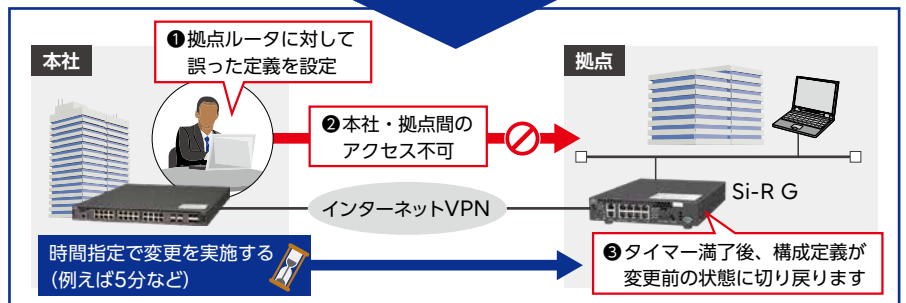 ❶拠点ルータに対して
誤った定義を設定
本社
拠点
❷本社・拠点間の
アクセス不可
Si-R G
インターネットVPN
時間指定で変更を実施する
(例えば5分など)
❸タイマー満了後、構成定義が
変更前の状態に切り戻ります